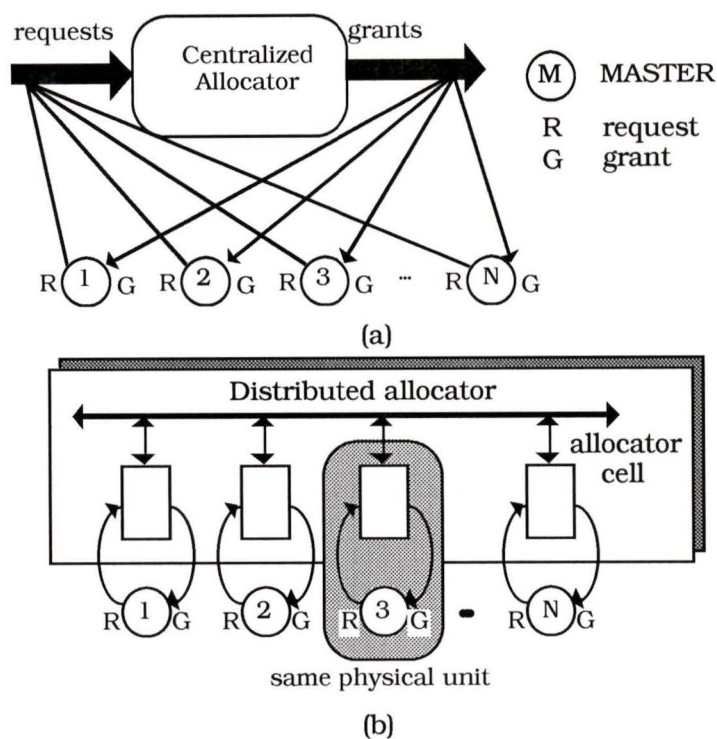 requests
grants
Centralized
Allocator
M MASTER
R request
G grant
R 1 G R 2 G R 3 G ... R N G
(a)
Distributed allocator
allocator
cell
R 1 G R 2 G R 3 G R N G
same physical unit
(b)